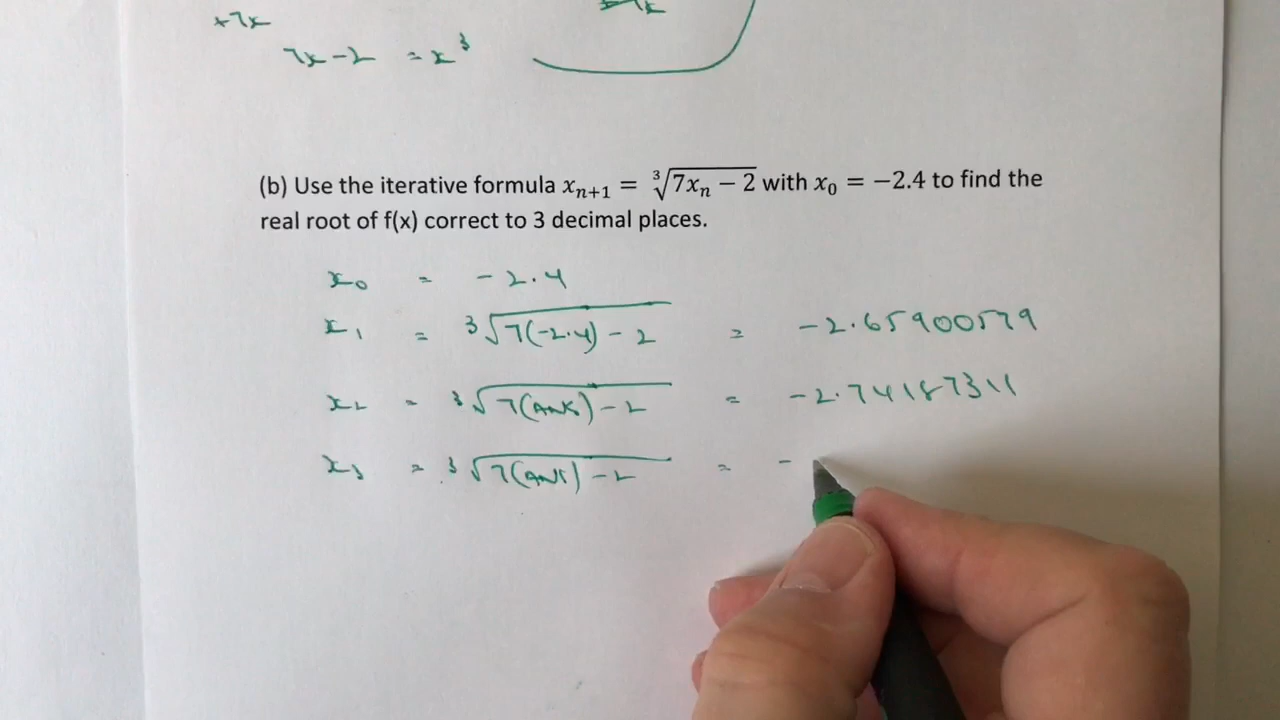 +7x
7x - 2 = x³
(b) Use the iterative formula xₙ₊₁ = ∛(7xₙ − 2) with x₀ = −2.4 to find the
real root of f(x) correct to 3 decimal places.
x₀ = -2.4
x₁ = ∛(7(-2.4) - 2) = -2.65900579
x₂ = ∛(7(ANS) - 2) = -2.74187311
x₃ = ∛(7(ANS) - 2) = -